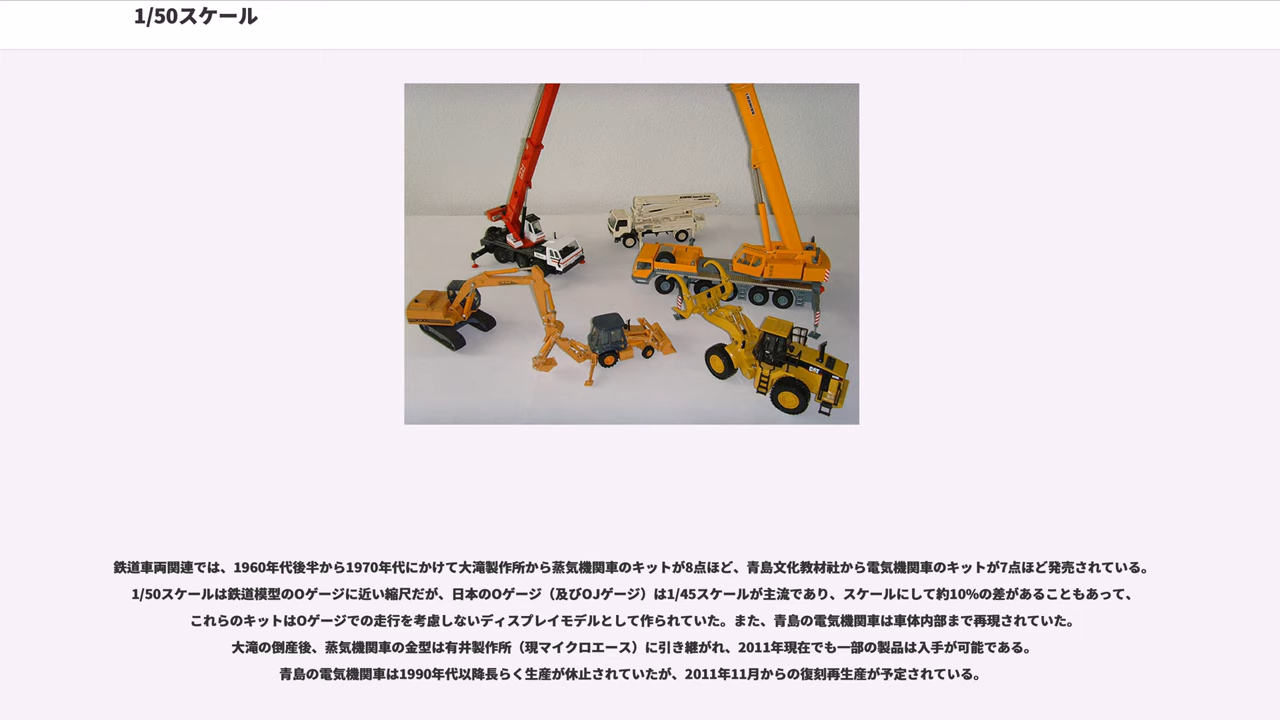 1/50スケール
CAT
鉄道車両関連では、1960年代後半から1970年代にかけて大滝製作所から蒸気機関車のキットが8点ほど、青島文化教材社から電気機関車のキットが7点ほど発売されている。
1/50スケールは鉄道模型のOゲージに近い縮尺だが、日本のOゲージ（及びOJゲージ）は1/45スケールが主流であり、スケールにして約10%の差があることもあって、
これらのキットはOゲージでの走行を考慮しないディスプレイモデルとして作られていた。また、青島の電気機関車は車体内部まで再現されていた。
大滝の倒産後、蒸気機関車の金型は有井製作所（現マイクロエース）に引き継がれ、2011年現在でも一部の製品は入手が可能である。
青島の電気機関車は1990年代以降長らく生産が休止されていたが、2011年11月からの復刻再生産が予定されている。